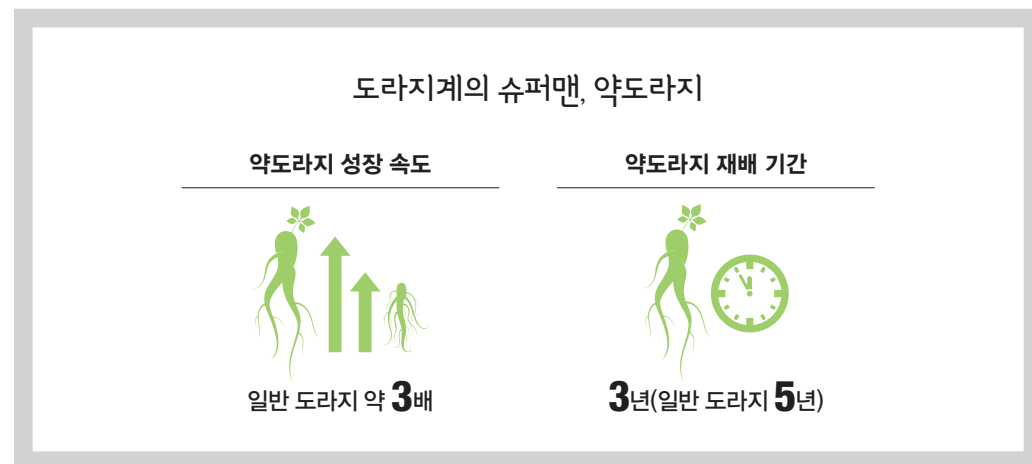 도라지계의 슈퍼맨, 약도라지
약도라지 성장 속도
일반 도라지 약 3배
약도라지 재배 기간
3년(일반 도라지 5년)